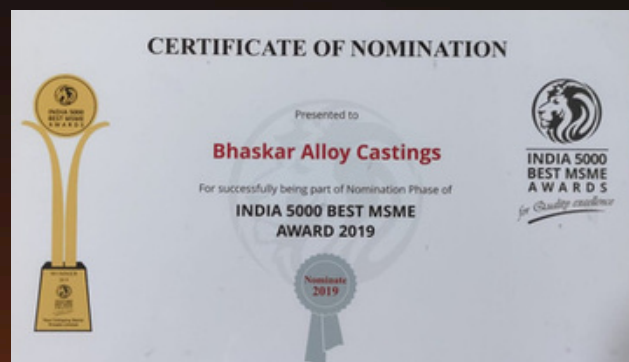 CERTIFICATE OF NOMINATION
INDIA 5000
BEST MSME
AWARDS
Presented to
Bhaskar Alloy Castings
For successfully being part of Nomination Phase of
INDIA 5000 BEST MSME
AWARD 2019
INDIA 5000
BEST MSME
AWARDS
for Quality excellence
Nominate
2019
WINNER